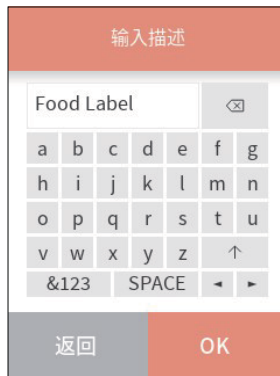 输入描述
Food Label
a b c d e f g
h i j k l m n
o p q r s t u
v w x y z ↑
&123 SPACE ◄ ►
返回 OK